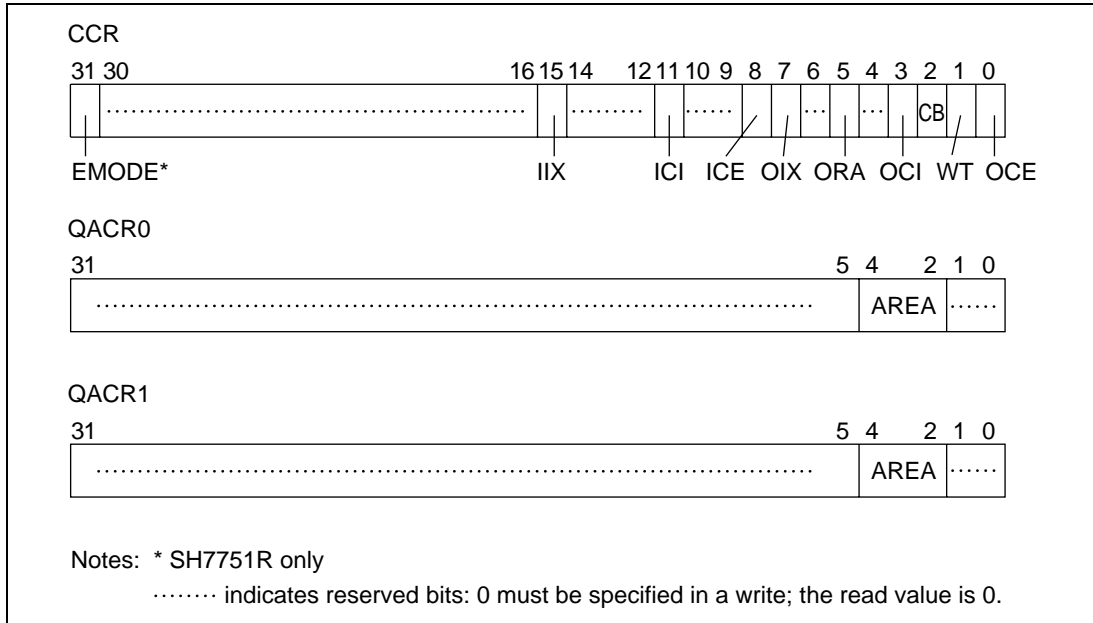 CCR
31 30 16 15 14 12 11 10 9 8 7 6 5 4 3 2 1 0
CB
EMODE* IIX ICI ICE OIX ORA OCI WT OCE
QACR0
31 5 4 2 1 0
AREA
QACR1
31 5 4 2 1 0
AREA
Notes: * SH7751R only
········ indicates reserved bits: 0 must be specified in a write; the read value is 0.